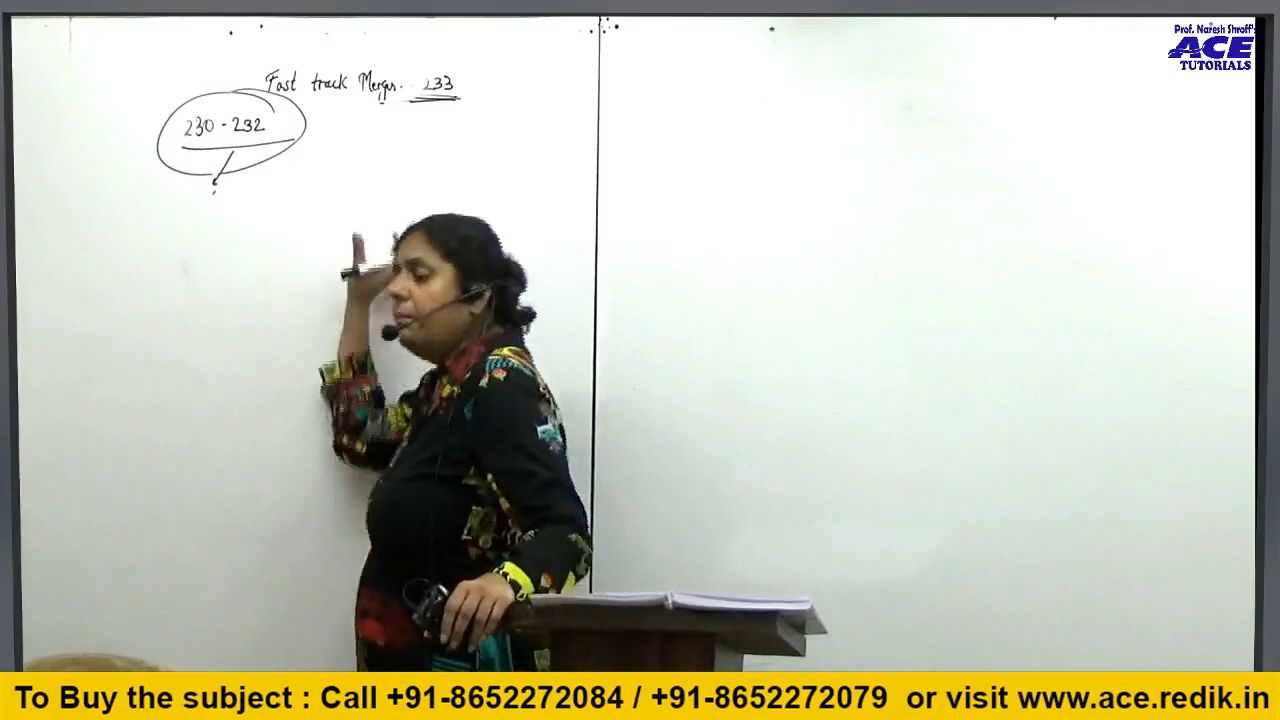 Prof. Naresh Shroff's
ACE
TUTORIALS
Fast track Merger.. 233
230 - 232
To Buy the subject : Call +91-8652272084 / +91-8652272079 or visit www.ace.redik.in